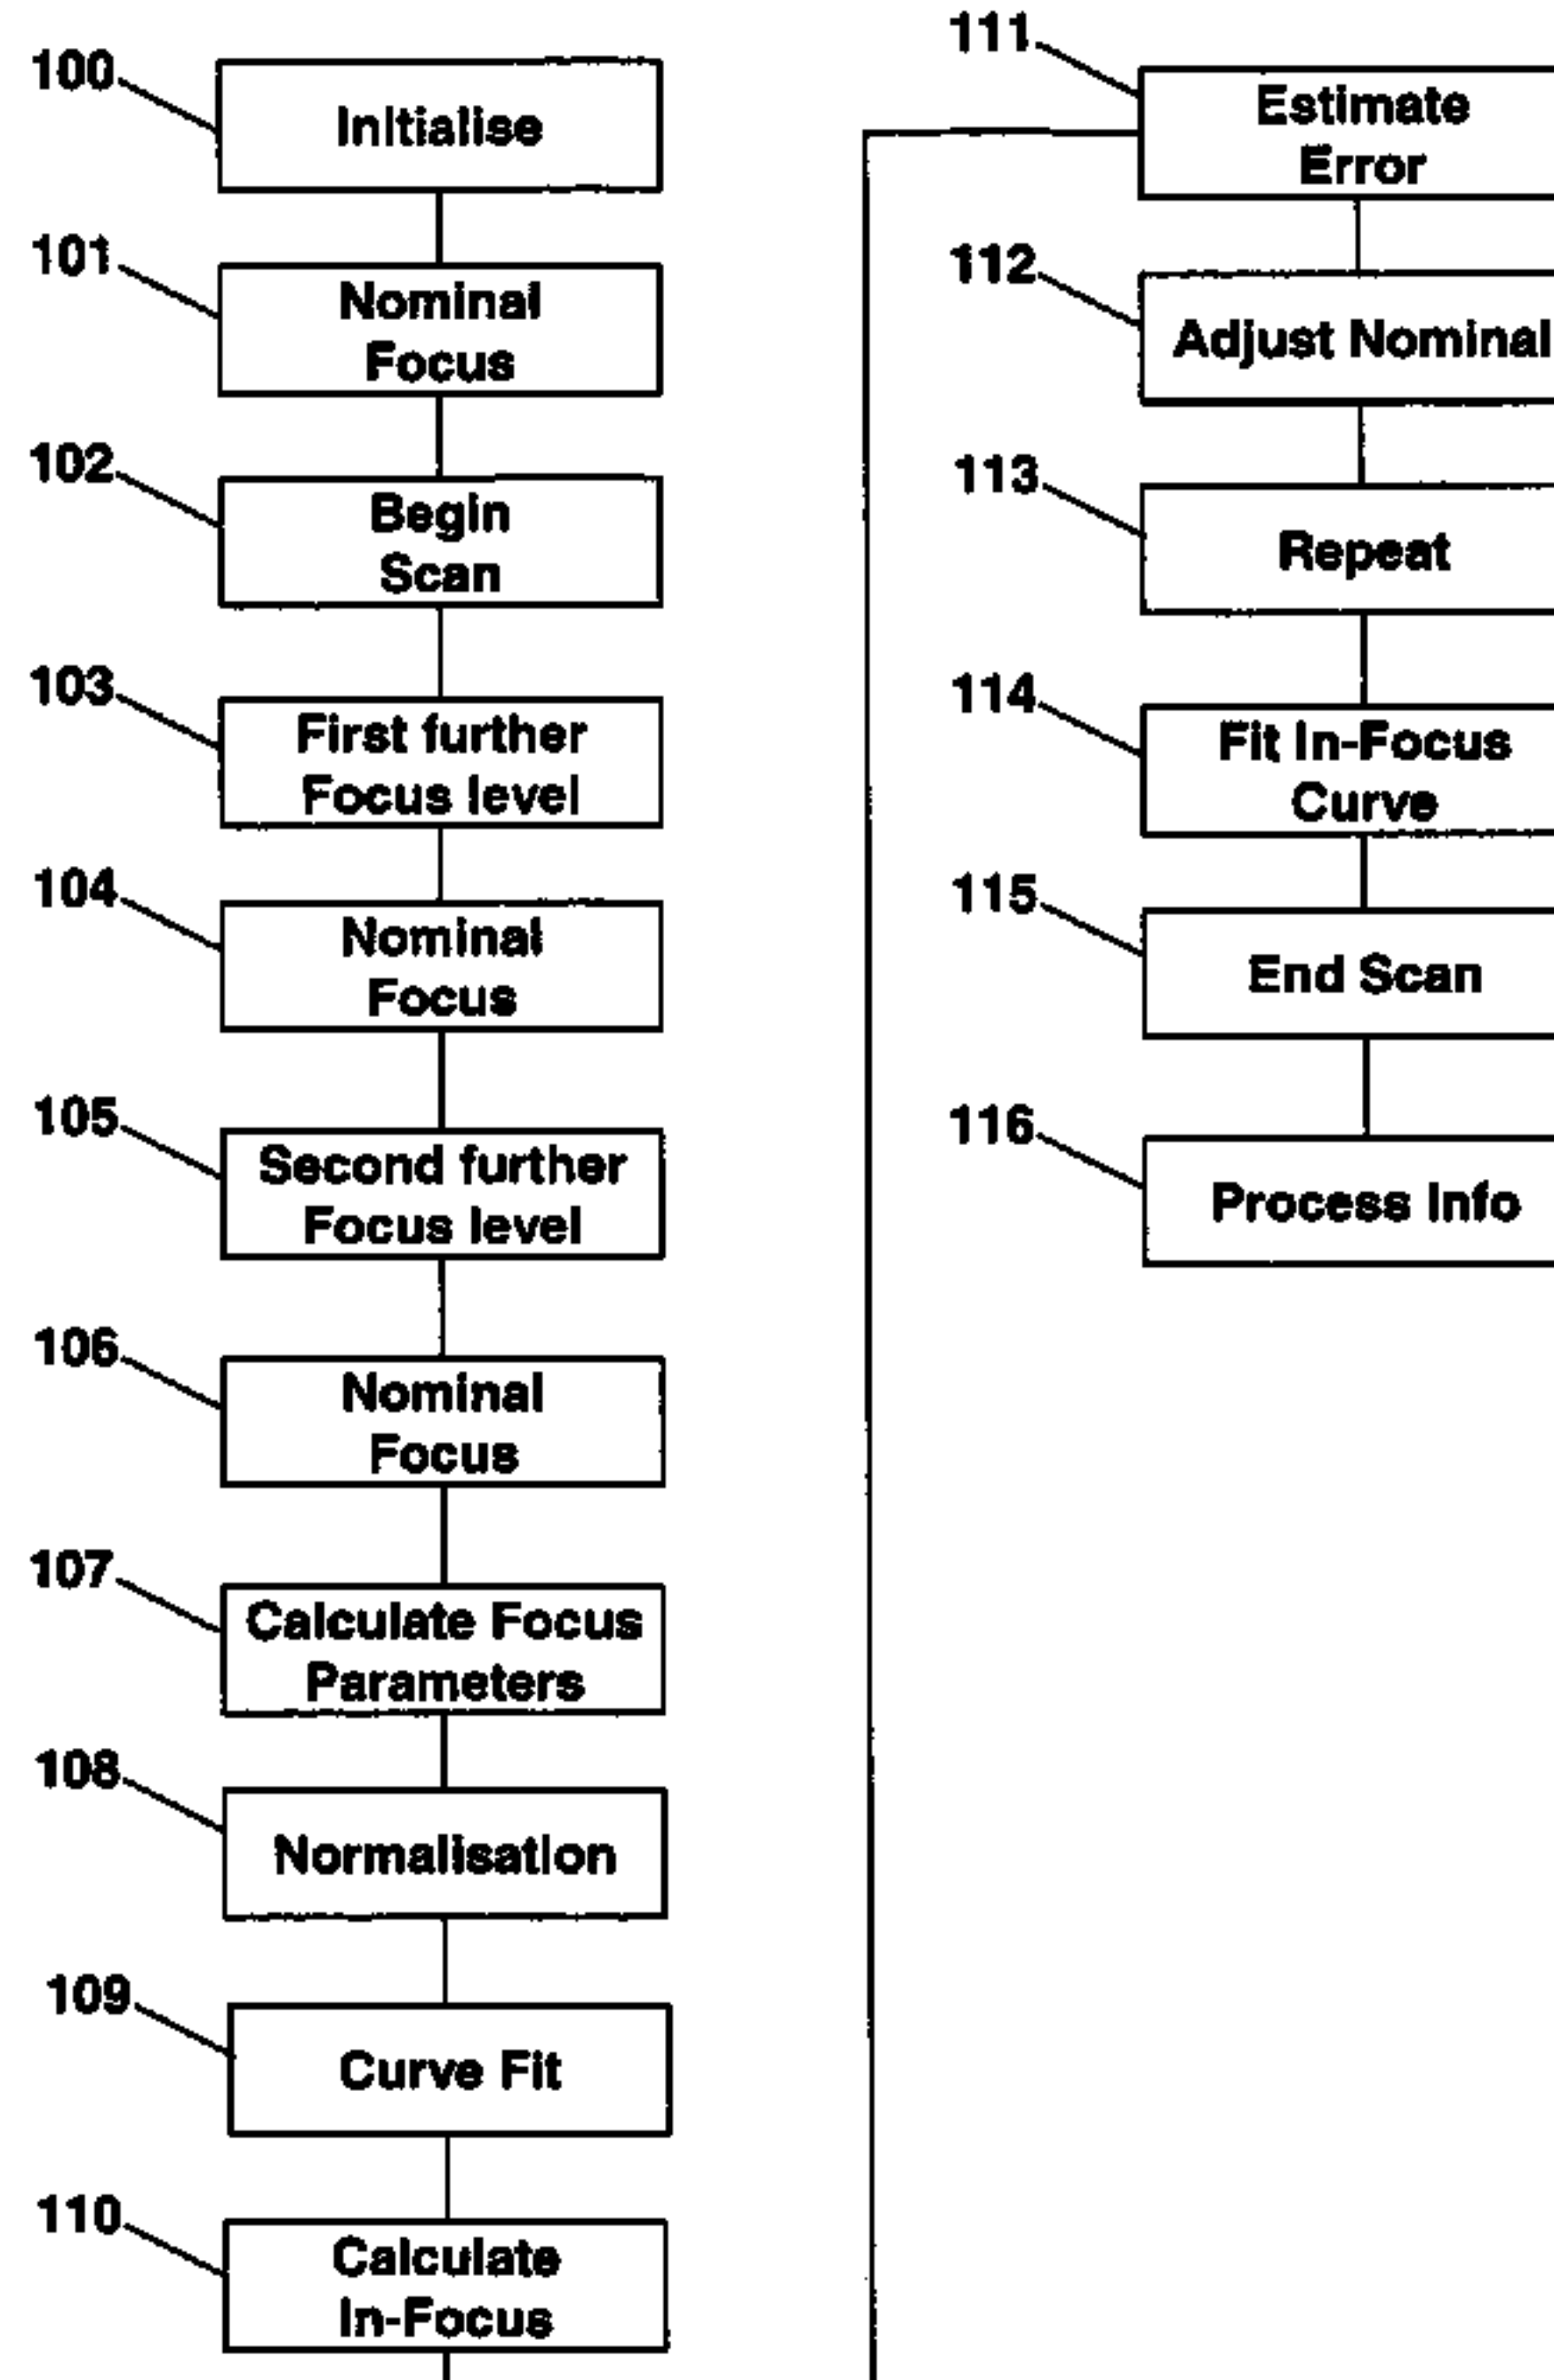 100
Initialise
101
Nominal
Focus
102
Begin
Scan
103
First further
Focus level
104
Nominal
Focus
105
Second further
Focus level
106
Nominal
Focus
107
Calculate Focus
Parameters
108
Normalisation
109
Curve Fit
110
Calculate
In-Focus
111
Estimate
Error
112
Adjust Nominal
113
Repeat
114
Fit In-Focus
Curve
115
End Scan
116
Process Info